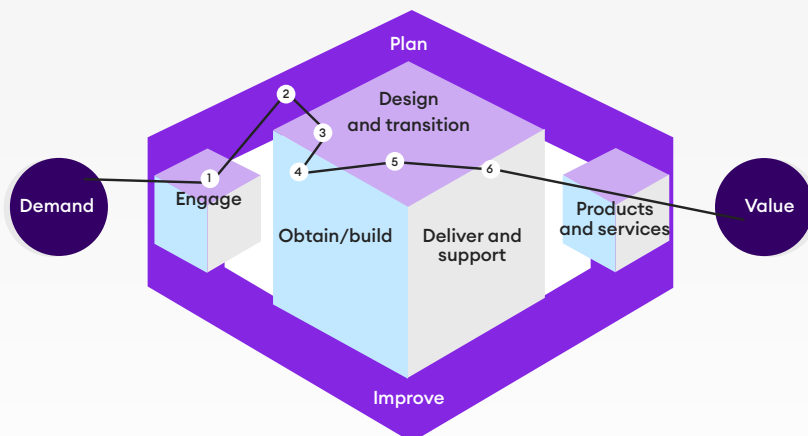 Plan
2
Design
and transition
3
1
4
5
6
Demand
Engage
Products
and services
Value
Obtain/build
Deliver and
support
Improve